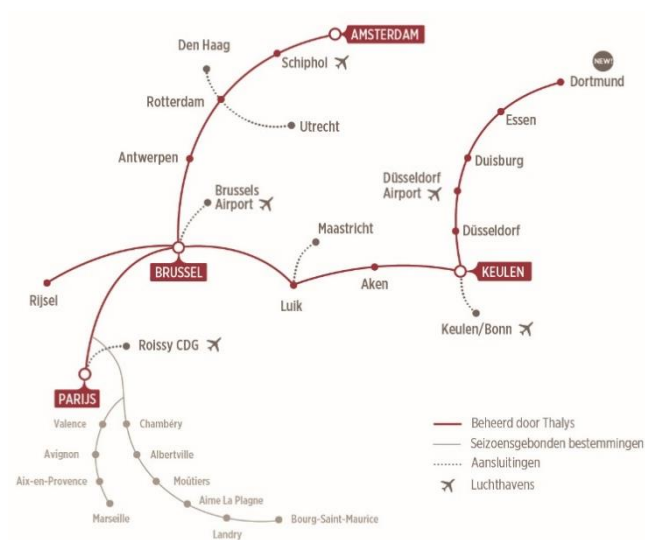 AMSTERDAM
Den Haag
Schiphol
NEW!
Dortmund
Rotterdam
Essen
Utrecht
Antwerpen
Duisburg
Brussels
Airport
Düsseldorf
Airport
Maastricht
Düsseldorf
BRUSSEL
KEULEN
Rijsel
Luik
Aken
Keulen/Bonn
Roissy CDG
PARIJS
Valence
Chambéry
Avignon
Albertville
Aix-en-Provence
Moûtiers
Marseille
Aime La Plagne
Landry
Bourg-Saint-Maurice
Beheerd door Thalys
Seizoensgebonden bestemmingen
Aansluitingen
Luchthavens